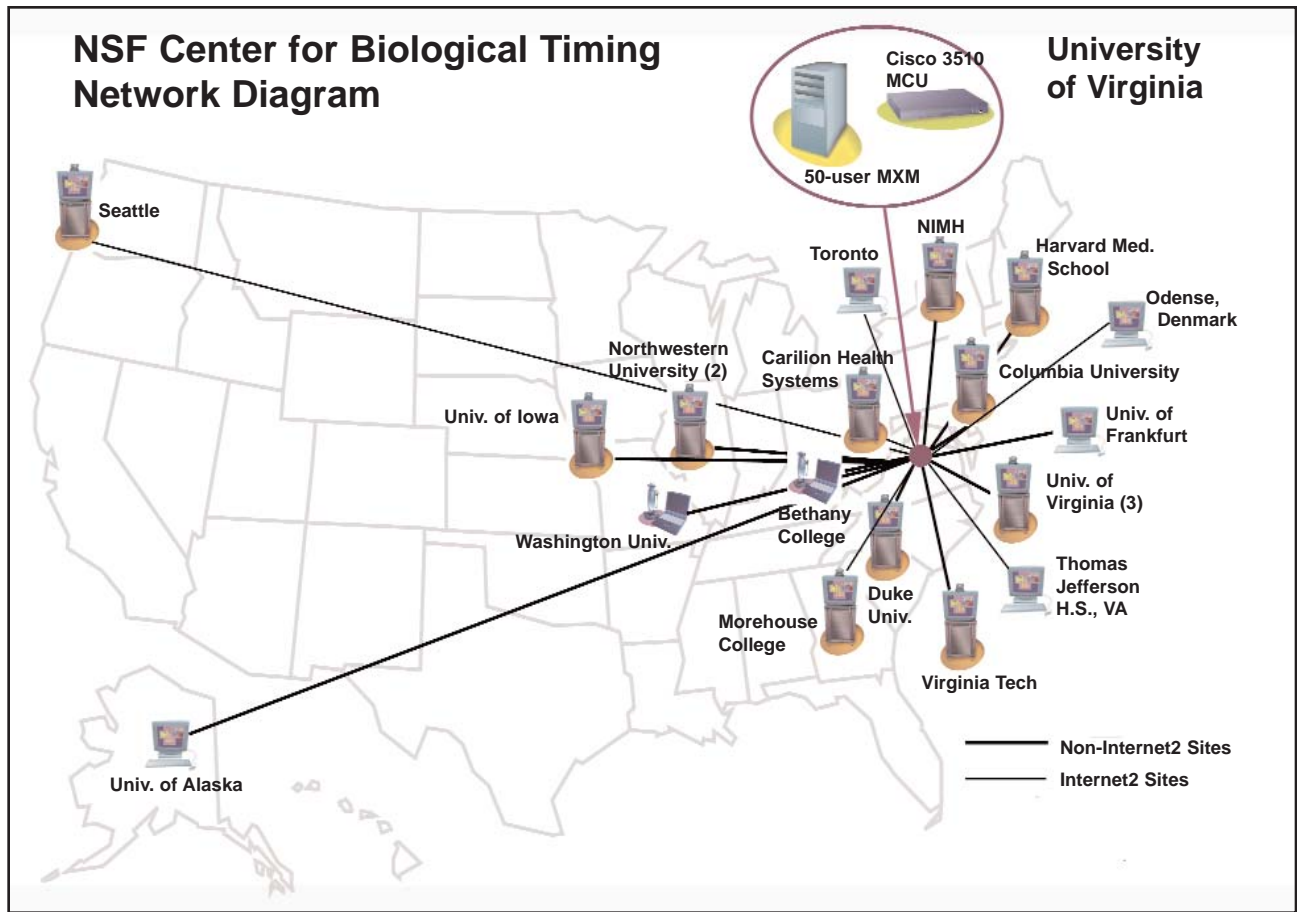 NSF Center for Biological Timing
Network Diagram
University
of Virginia
Cisco 3510
MCU
50-user MXM
Seattle
NIMH
Toronto
Harvard Med.
School
Odense,
Denmark
Northwestern
University (2)
Carilion Health
Systems
Columbia University
Univ. of Iowa
Univ. of
Frankfurt
Univ. of
Virginia (3)
Washington Univ.
Bethany
College
Thomas
Jefferson
H.S., VA
Duke
Univ.
Morehouse
College
Virginia Tech
Univ. of Alaska
Non-Internet2 Sites
Internet2 Sites